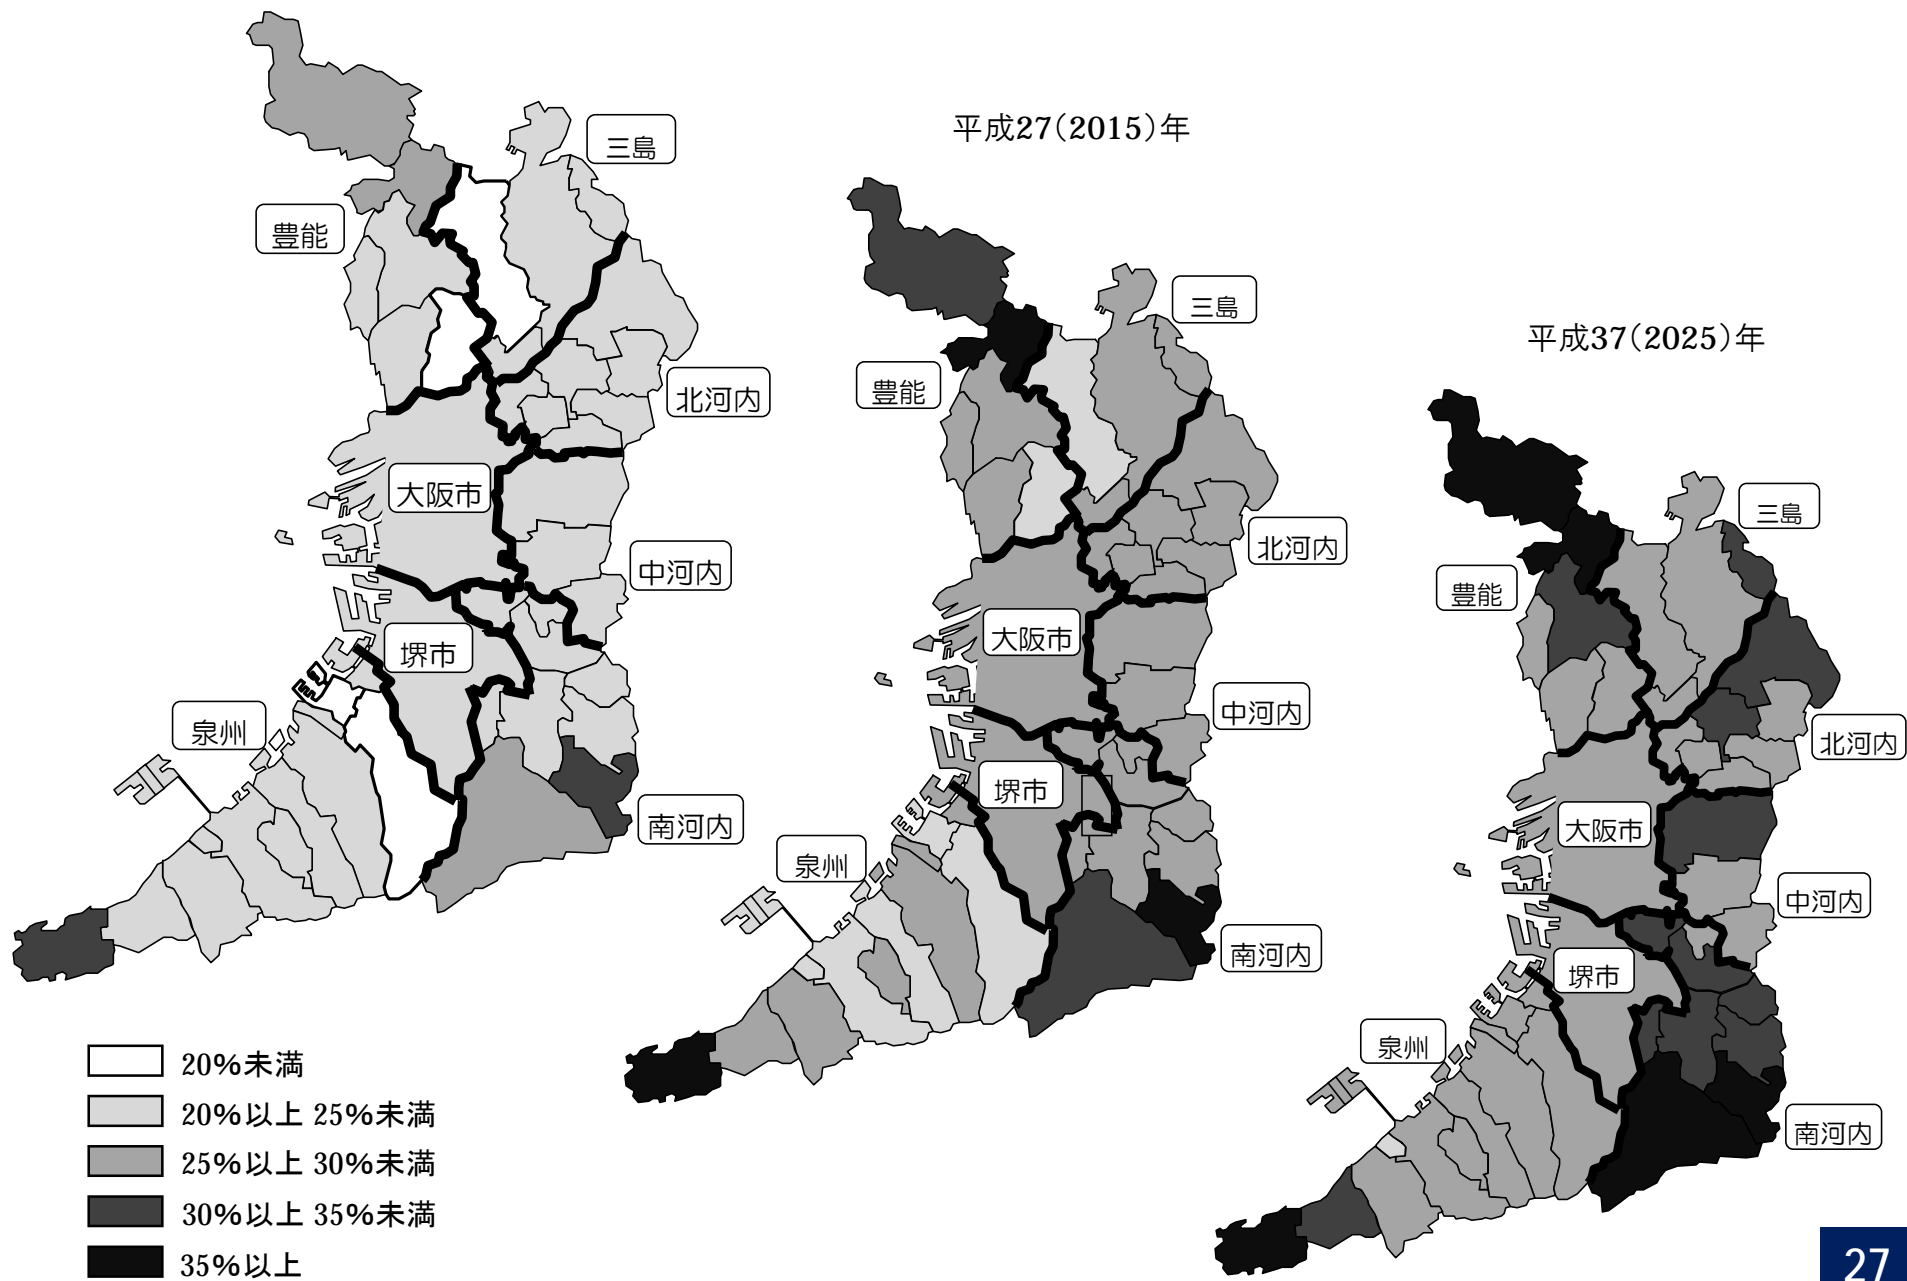 三島
豊能
北河内
大阪市
中河内
堺市
泉州
南河内
平成27(2015)年
三島
豊能
北河内
大阪市
中河内
堺市
泉州
南河内
平成37(2025)年
三島
豊能
北河内
大阪市
中河内
堺市
泉州
南河内
20%未満
20%以上 25%未満
25%以上 30%未満
30%以上 35%未満
35%以上
27